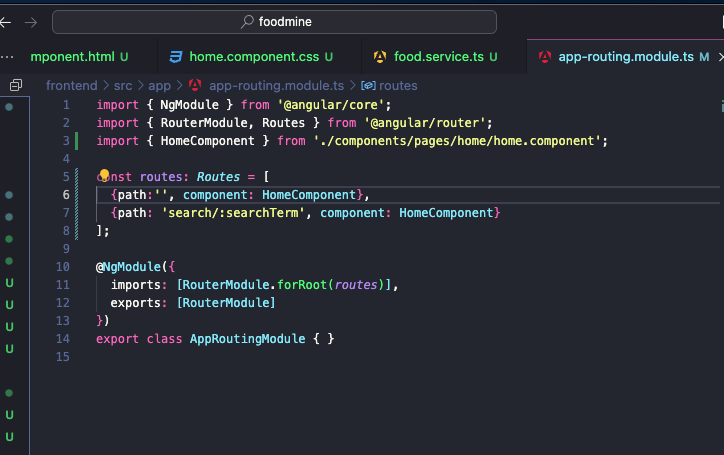 foodmine
mponent.html U
home.component.css U
food.service.ts U
app-routing.module.ts M
frontend > src > app > app-routing.module.ts > routes
1 import { NgModule } from '@angular/core';
2 import { RouterModule, Routes } from '@angular/router';
3 import { HomeComponent } from './components/pages/home/home.component';
4
5 const routes: Routes = [
6 {path:'', component: HomeComponent},
7 {path: 'search/:searchTerm', component: HomeComponent}
8 ];
9
10 @NgModule({
11 imports: [RouterModule.forRoot(routes)],
12 exports: [RouterModule]
13 })
14 export class AppRoutingModule { }
15
U
U
U
U
U
U